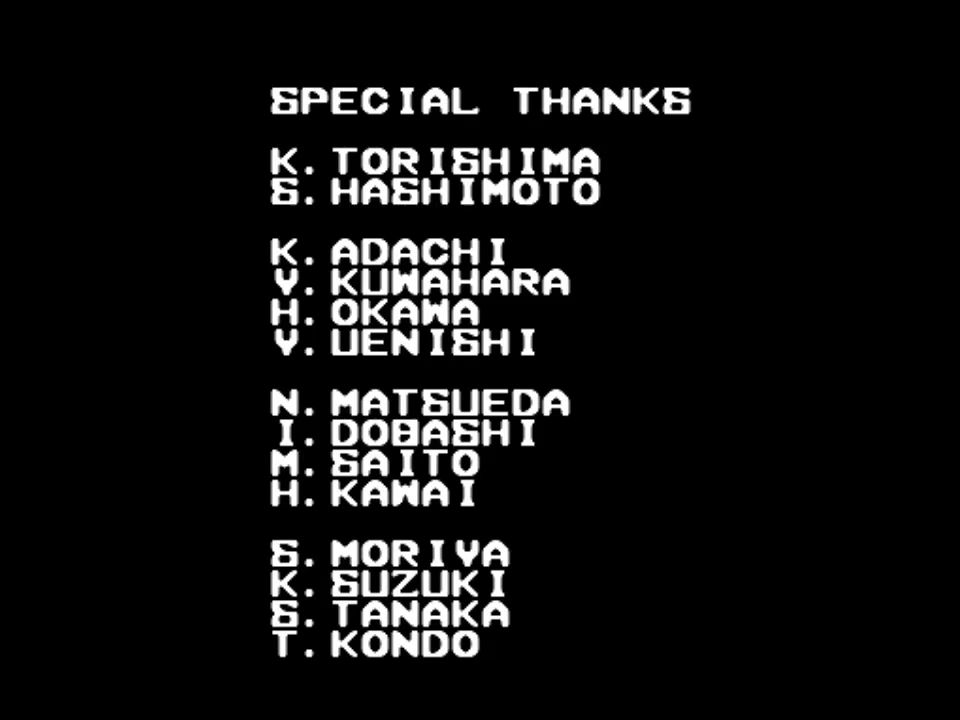 SPECIAL THANKS
K. TORISHIMA
S. HASHIMOTO
K. ADACHI
Y. KUWAHARA
H. OKAWA
Y. UENISHI
N. MATSUEDA
I. DOBASHI
M. SAITO
H. KAWAI
S. MORIYA
K. SUZUKI
S. TANAKA
T. KONDO